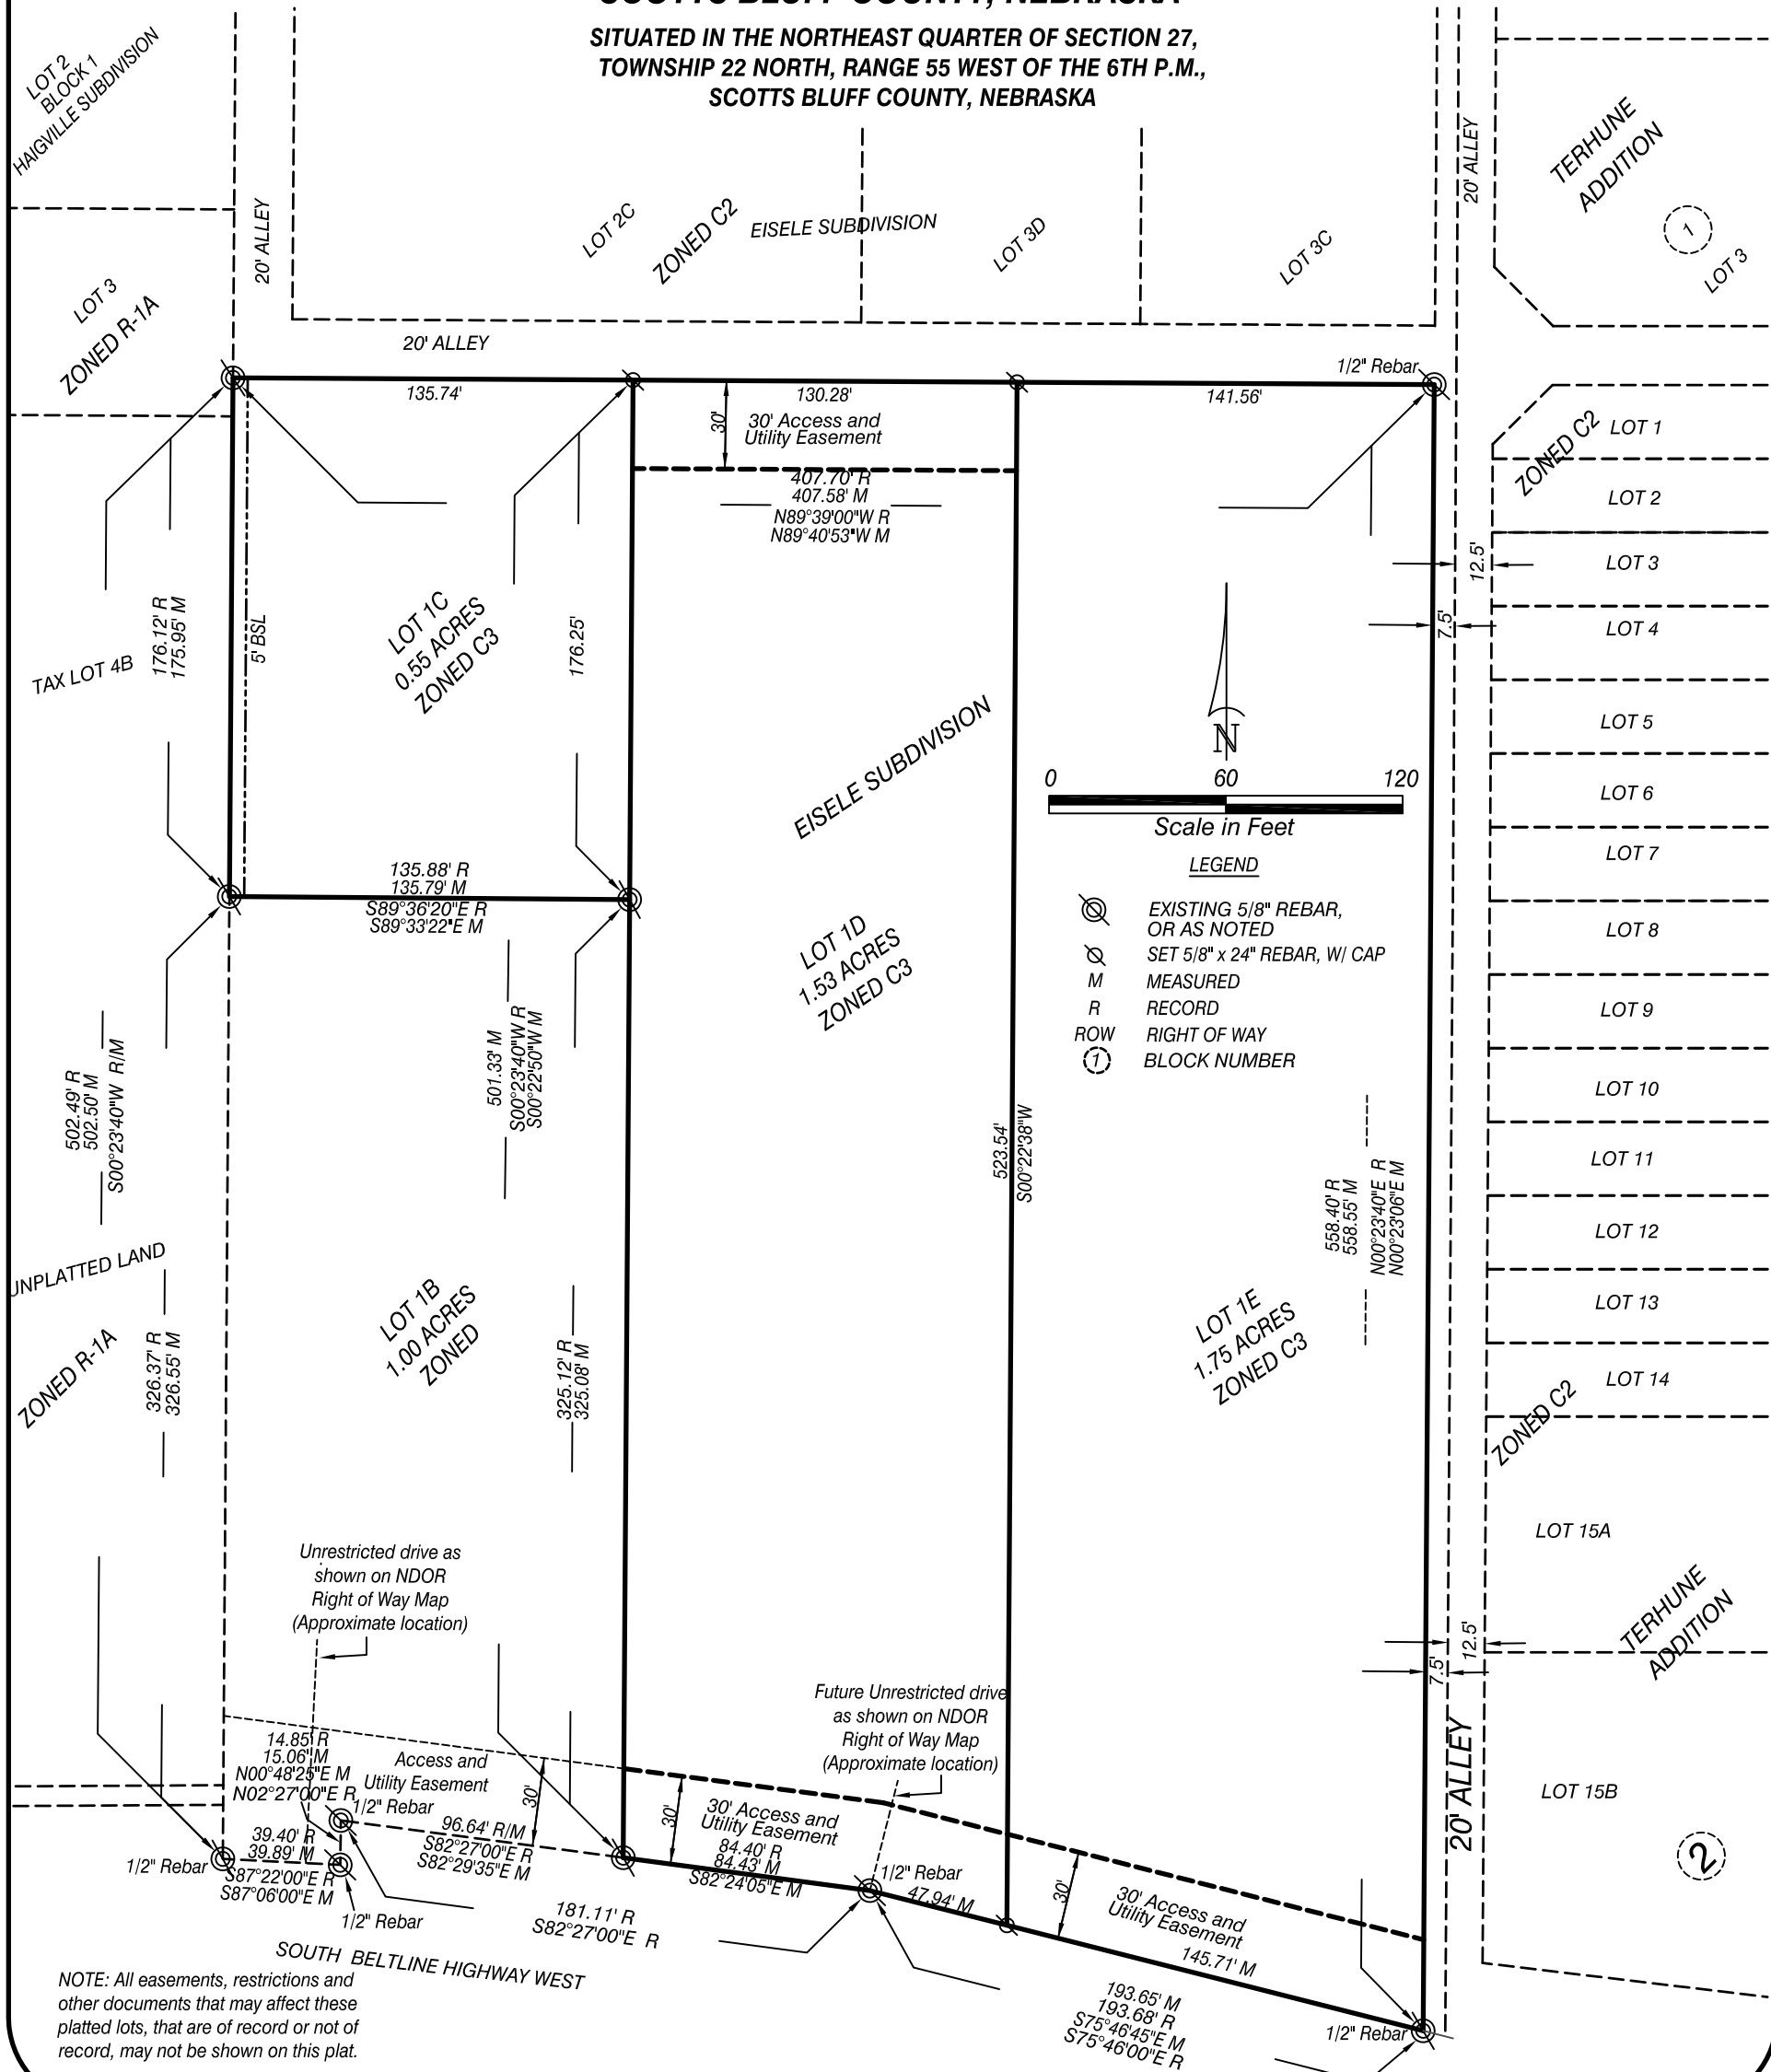 SITUATED IN THE NORTHEAST QUARTER OF SECTION 27,
TOWNSHIP 22 NORTH, RANGE 55 WEST OF THE 6TH P.M.,
SCOTTS BLUFF COUNTY, NEBRASKA
LOT 2
BLOCK 1
HAIGVILLE SUBDIVISION
20' ALLEY
LOT 2C
ZONED C2
EISELE SUBDIVISION
LOT 3D
LOT 3C
20' ALLEY
TERHUNE
ADDITION
1
LOT 3
LOT 3
ZONED R-1A
20' ALLEY
1/2" Rebar
135.74'
130.28'
141.56'
30'
30' Access and
Utility Easement
407.70' R
407.58' M
N89°39'00"W R
N89°40'53"W M
ZONED C2
LOT 1
LOT 2
LOT 3
LOT 4
LOT 5
LOT 6
LOT 7
LOT 8
LOT 9
LOT 10
LOT 11
LOT 12
LOT 13
LOT 14
12.5'
7.5'
TAX LOT 4B
176.12' R
175.95' M
5' BSL
LOT 1C
0.55 ACRES
ZONED C3
176.25'
EISELE SUBDIVISION
N
0 60 120
Scale in Feet
LEGEND
EXISTING 5/8" REBAR,
OR AS NOTED
SET 5/8" x 24" REBAR, W/ CAP
M MEASURED
R RECORD
ROW RIGHT OF WAY
1 BLOCK NUMBER
135.88' R
135.79' M
S89°36'20"E R
S89°33'22"E M
LOT 1D
1.53 ACRES
ZONED C3
502.49' R
502.50' M
S00°23'40"W R/M
501.33' M
S00°23'40"W R
S00°22'50"W M
523.54'
S00°22'38"W
558.40' R
558.55' M
N00°23'40"E R
N00°23'06"E M
UNPLATTED LAND
ZONED R-1A
326.37' R
326.55' M
LOT 1B
1.00 ACRES
ZONED
325.12' R
325.08' M
LOT 1E
1.75 ACRES
ZONED C3
ZONED C2
LOT 15A
TERHUNE
ADDITION
12.5'
7.5'
20' ALLEY
LOT 15B
2
Unrestricted drive as
shown on NDOR
Right of Way Map
(Approximate location)
Future Unrestricted drive
as shown on NDOR
Right of Way Map
(Approximate location)
14.85' R
15.06' M
N00°48'25"E M
N02°27'00"E R
Access and
Utility Easement
30'
1/2" Rebar
96.64' R/M
S82°27'00"E R
S82°29'35"E M
39.40' R
39.89' M
1/2" Rebar
S87°22'00"E R
S87°06'00"E M
1/2" Rebar
30'
30' Access and
Utility Easement
84.40' R
84.43' M
S82°24'05"E M
1/2" Rebar
47.94' M
181.11' R
S82°27'00"E R
30'
30' Access and
Utility Easement
145.71' M
193.65' M
193.68' R
S75°46'45"E M
S75°46'00"E R
1/2" Rebar
SOUTH BELTLINE HIGHWAY WEST
NOTE: All easements, restrictions and
other documents that may affect these
platted lots, that are of record or not of
record, may not be shown on this plat.